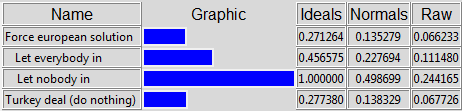 Name Graphic Ideals Normals Raw
Force european solution 0.271264 0.135279 0.066233
Let everybody in 0.456575 0.227694 0.111480
Let nobody in 1.000000 0.498699 0.244165
Turkey deal (do nothing) 0.277380 0.138329 0.067726